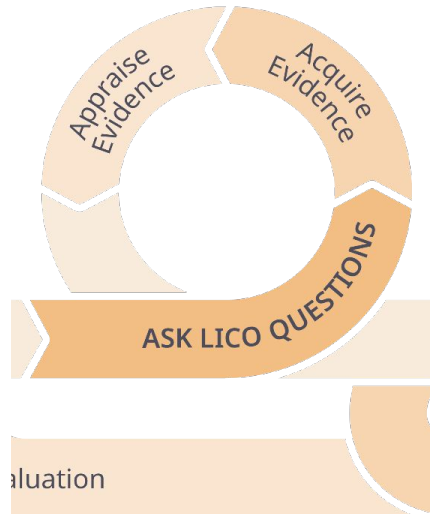 Appraise
Evidence
Acquire
Evidence
ASK LICO QUESTIONS
aluation